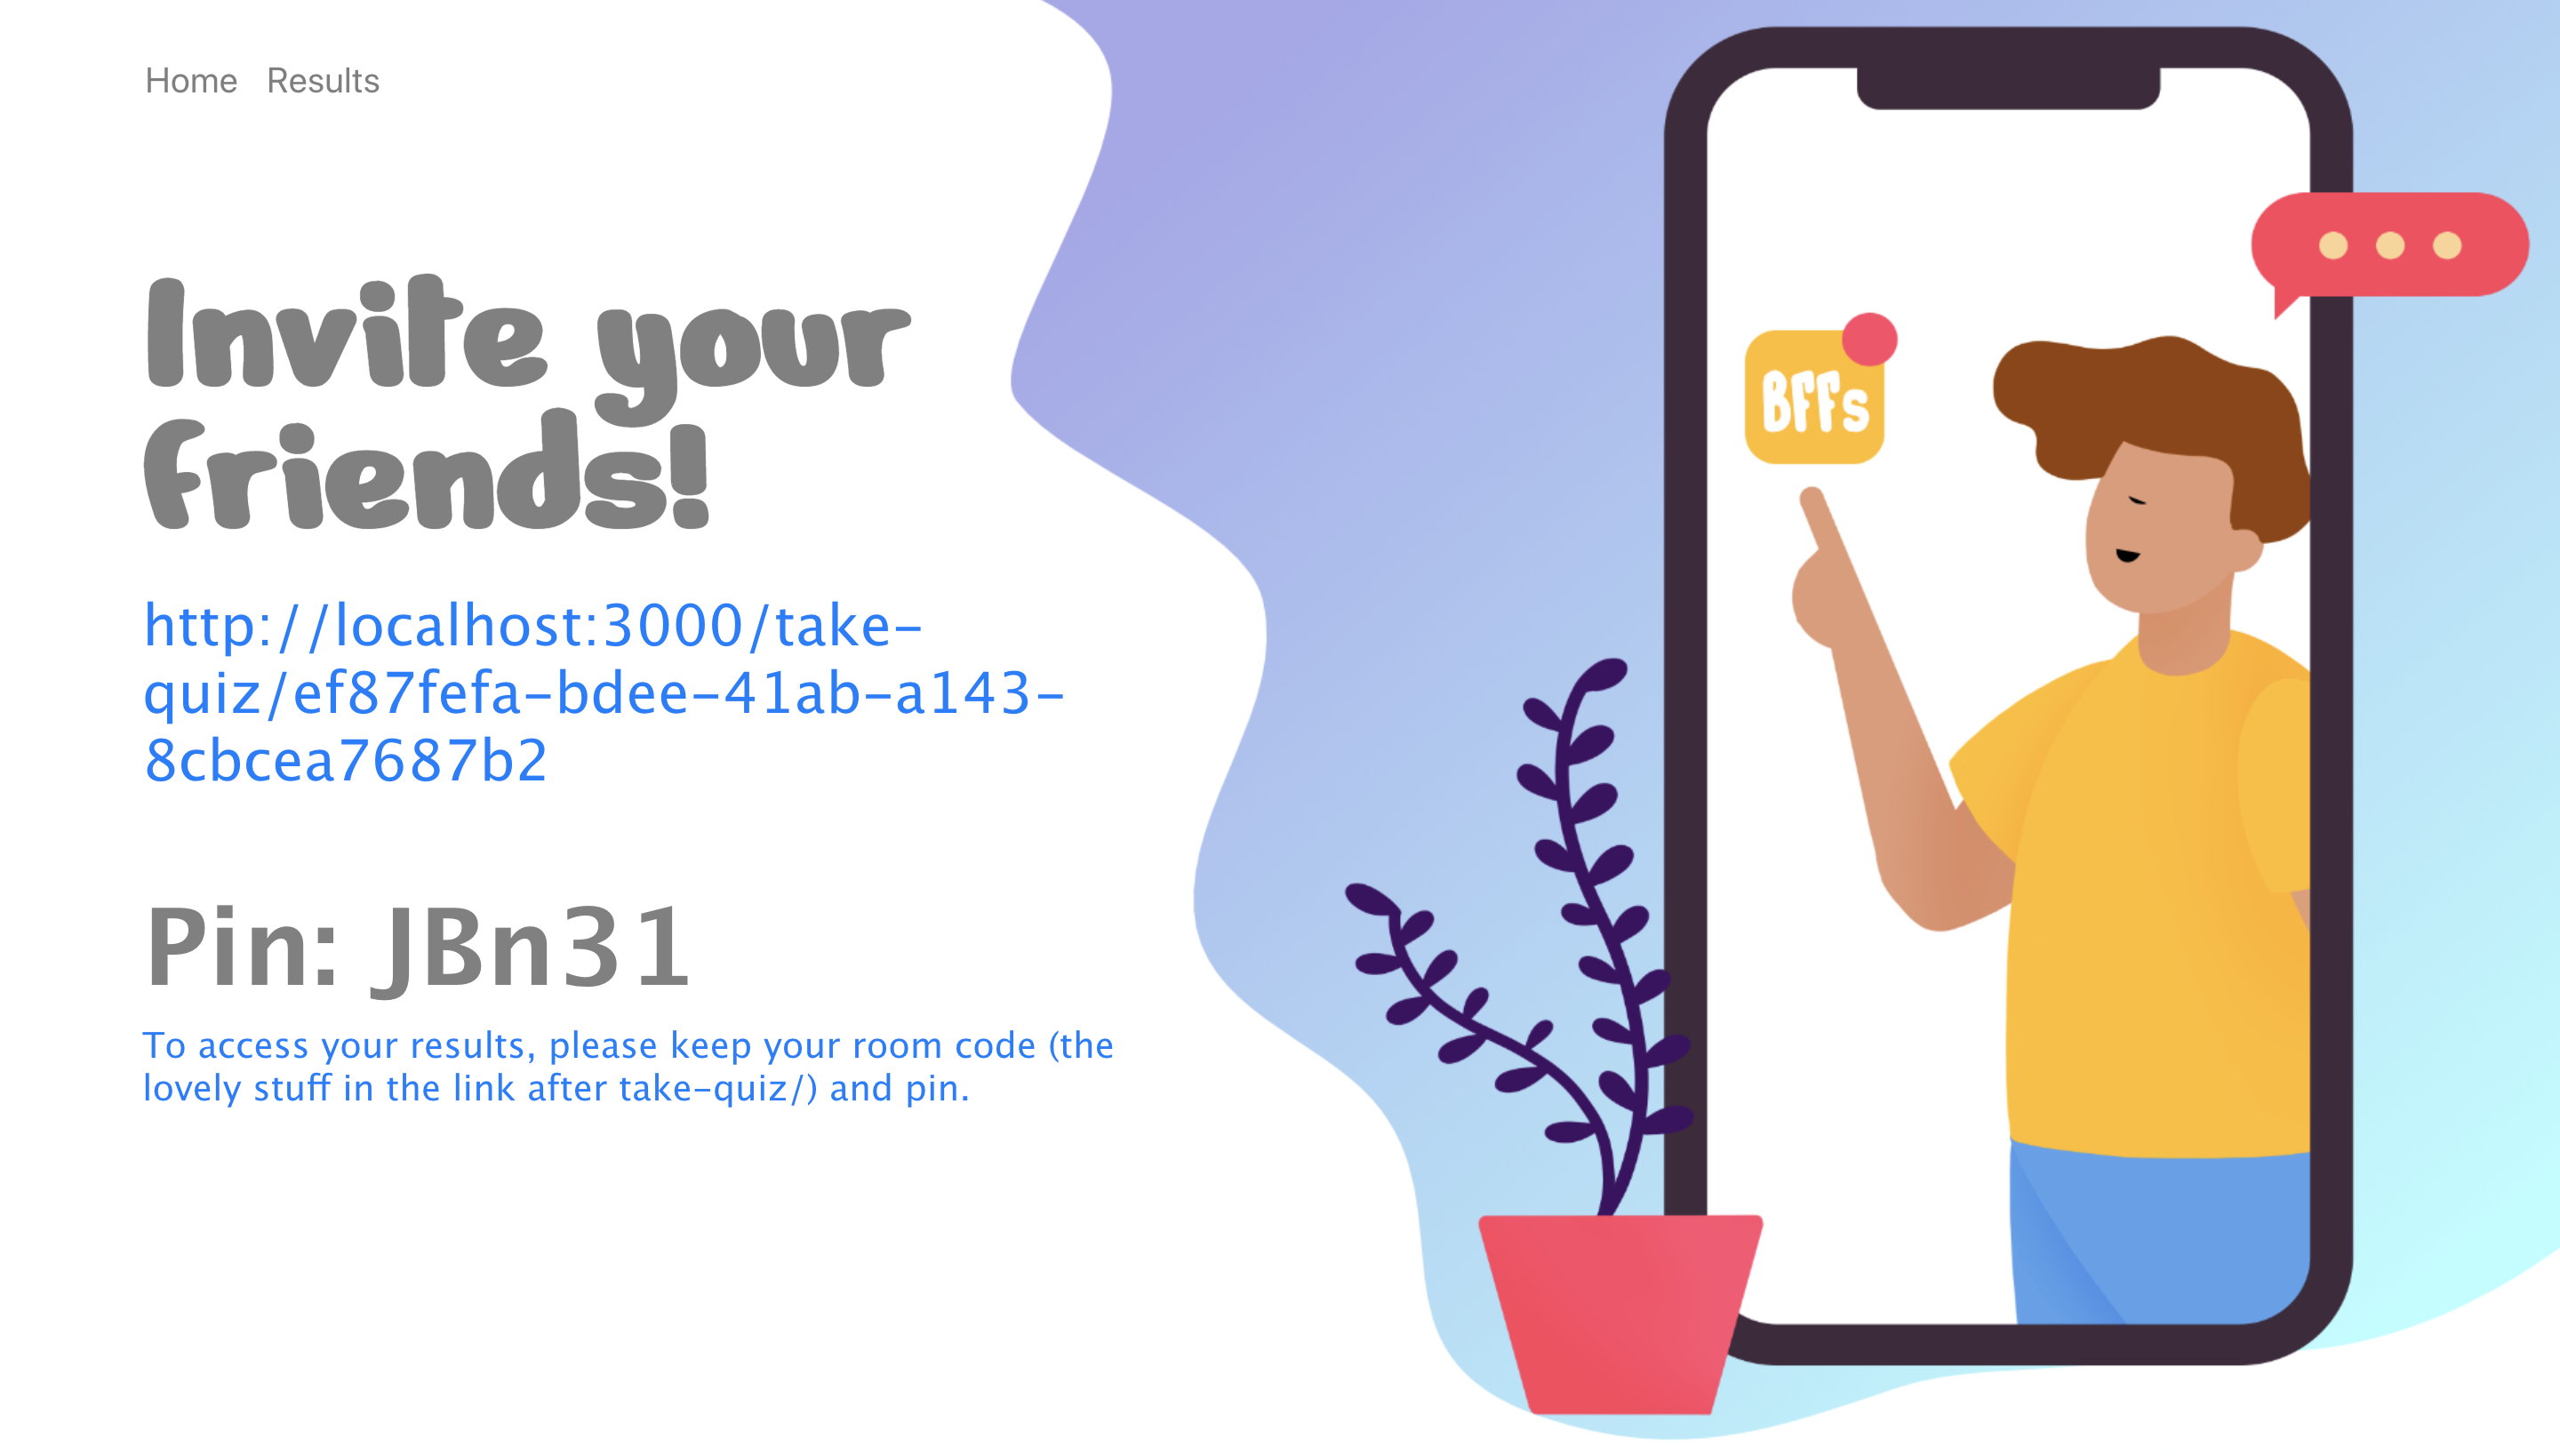 Home Results
Invite your
friends!
http://localhost:3000/take-
quiz/ef87fefa-bdee-41ab-a143-
8cbcea7687b2
Pin: JBn31
To access your results, please keep your room code (the
lovely stuff in the link after take-quiz/) and pin.
BFFs